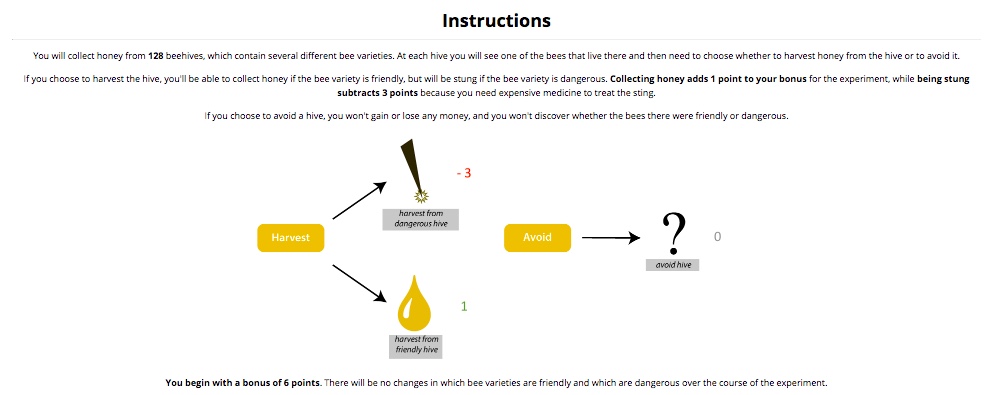 Instructions
You will collect honey from 128 beehives, which contain several different bee varieties. At each hive you will see one of the bees that live there and then need to choose whether to harvest honey from the hive or to avoid it.
If you choose to harvest the hive, you'll be able to collect honey if the bee variety is friendly, but will be stung if the bee variety is dangerous. Collecting honey adds 1 point to your bonus for the experiment, while being stung
subtracts 3 points because you need expensive medicine to treat the sting.
If you choose to avoid a hive, you won't gain or lose any money, and you won't discover whether the bees there were friendly or dangerous.
- 3
harvest from
dangerous hive
Harvest
Avoid
?
0
avoid hive
1
harvest from
friendly hive
You begin with a bonus of 6 points. There will be no changes in which bee varieties are friendly and which are dangerous over the course of the experiment.